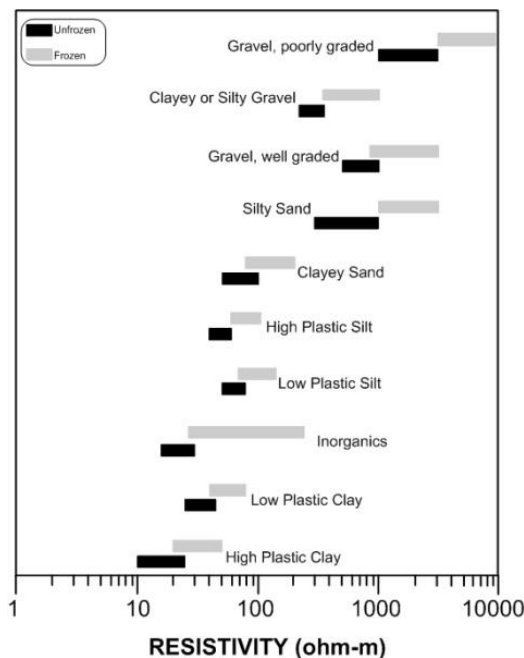 Unfrozen
Frozen
Gravel, poorly graded
Clayey or Silty Gravel
Gravel, well graded
Silty Sand
Clayey Sand
High Plastic Silt
Low Plastic Silt
Inorganics
Low Plastic Clay
High Plastic Clay
1 10 100 1000 10000
RESISTIVITY (ohm-m)